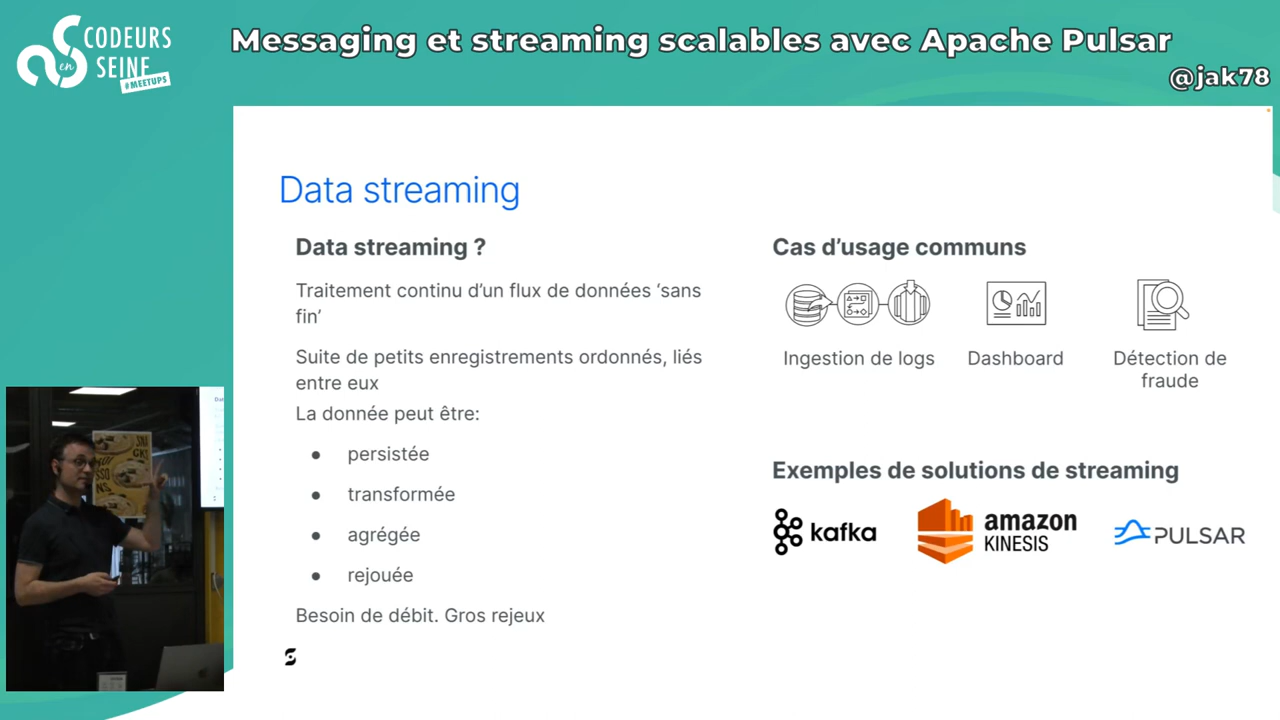 CODEURS
en
SEINE
#MEETUPS
Messaging et streaming scalables avec Apache Pulsar
@jak78
Data streaming
Data streaming ?
Traitement continu d'un flux de données ‘sans
fin’
Suite de petits enregistrements ordonnés, liés
entre eux
La donnée peut être:
● persistée
● transformée
● agrégée
● rejouée
Besoin de débit. Gros rejeux
Cas d'usage communs
Ingestion de logs
Dashboard
Détection de
fraude
Exemples de solutions de streaming
kafka
amazon
KINESIS
PULSAR